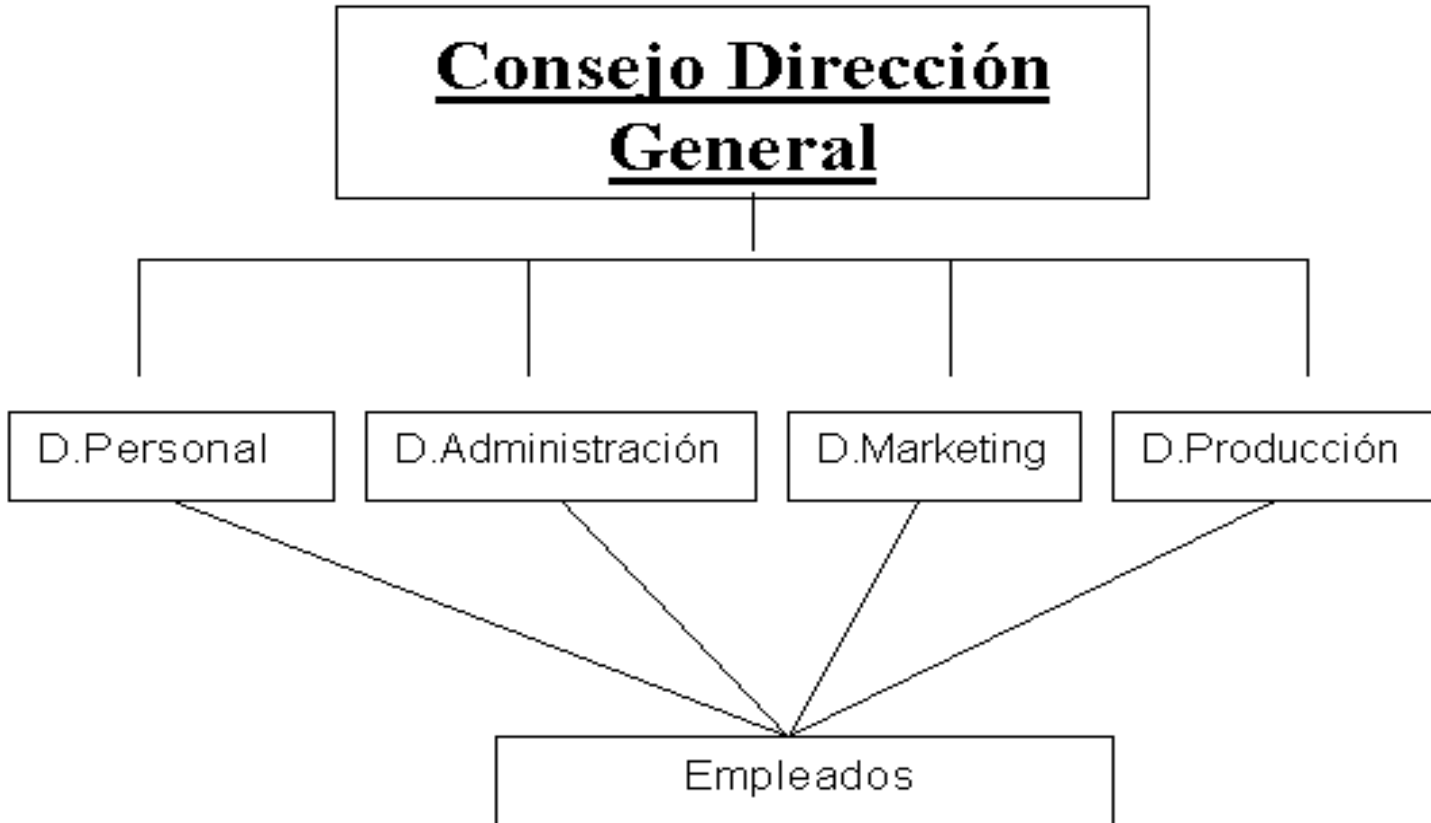 Consejo Dirección
General
D.Personal
D.Administración
D.Marketing
D.Producción
Empleados